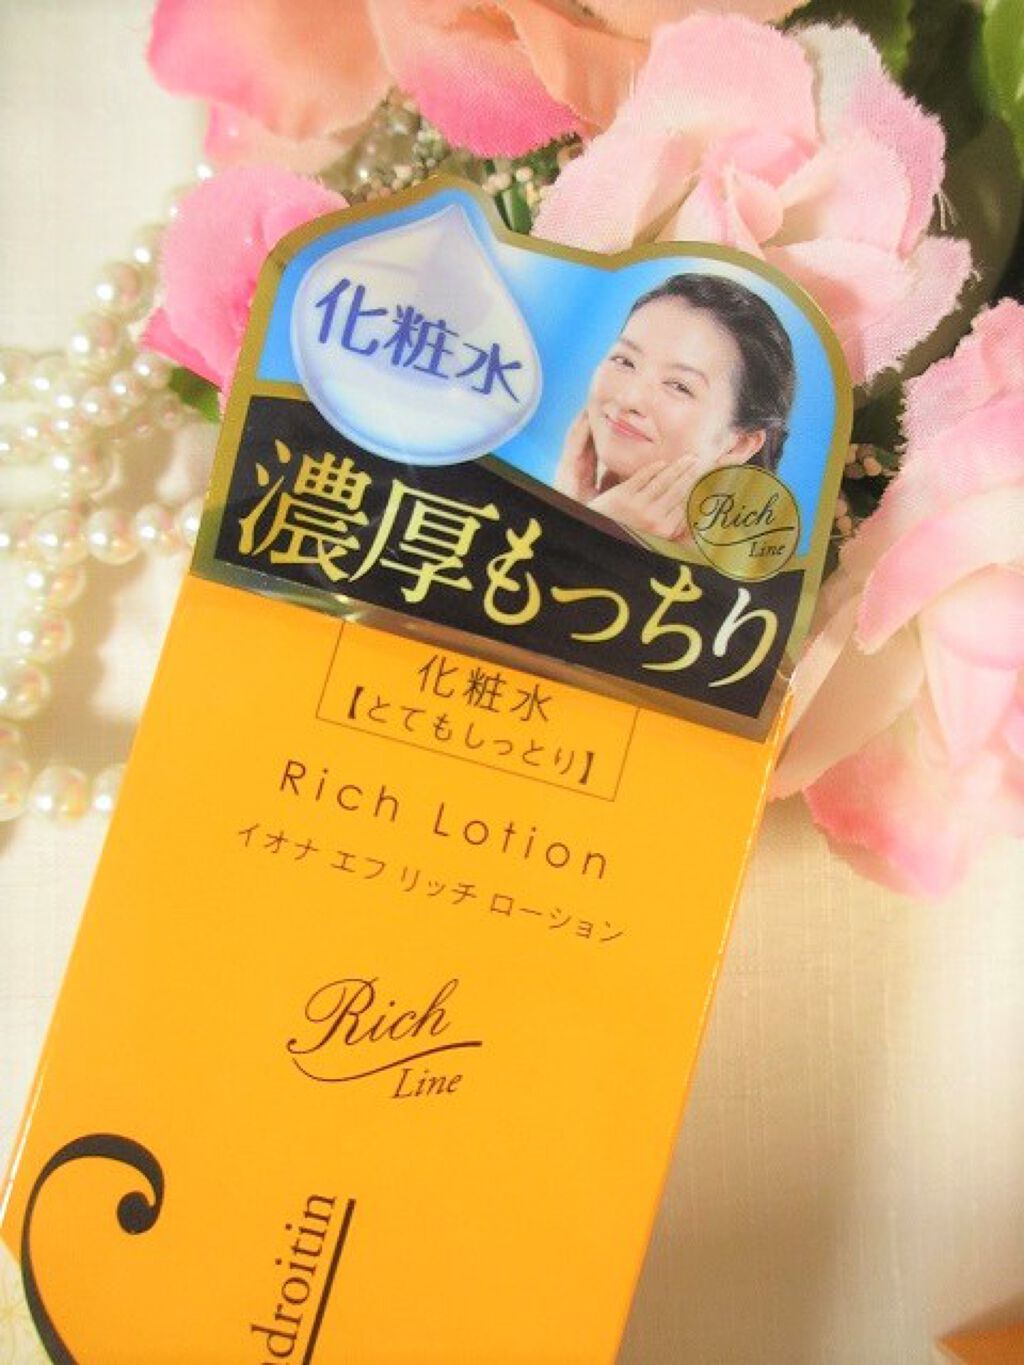 化粧水
濃厚もっちり
Rich
Line
化粧水
【とてもしっとり】
Rich Lotion
イオナ エフ リッチ ローション
Rich
Line